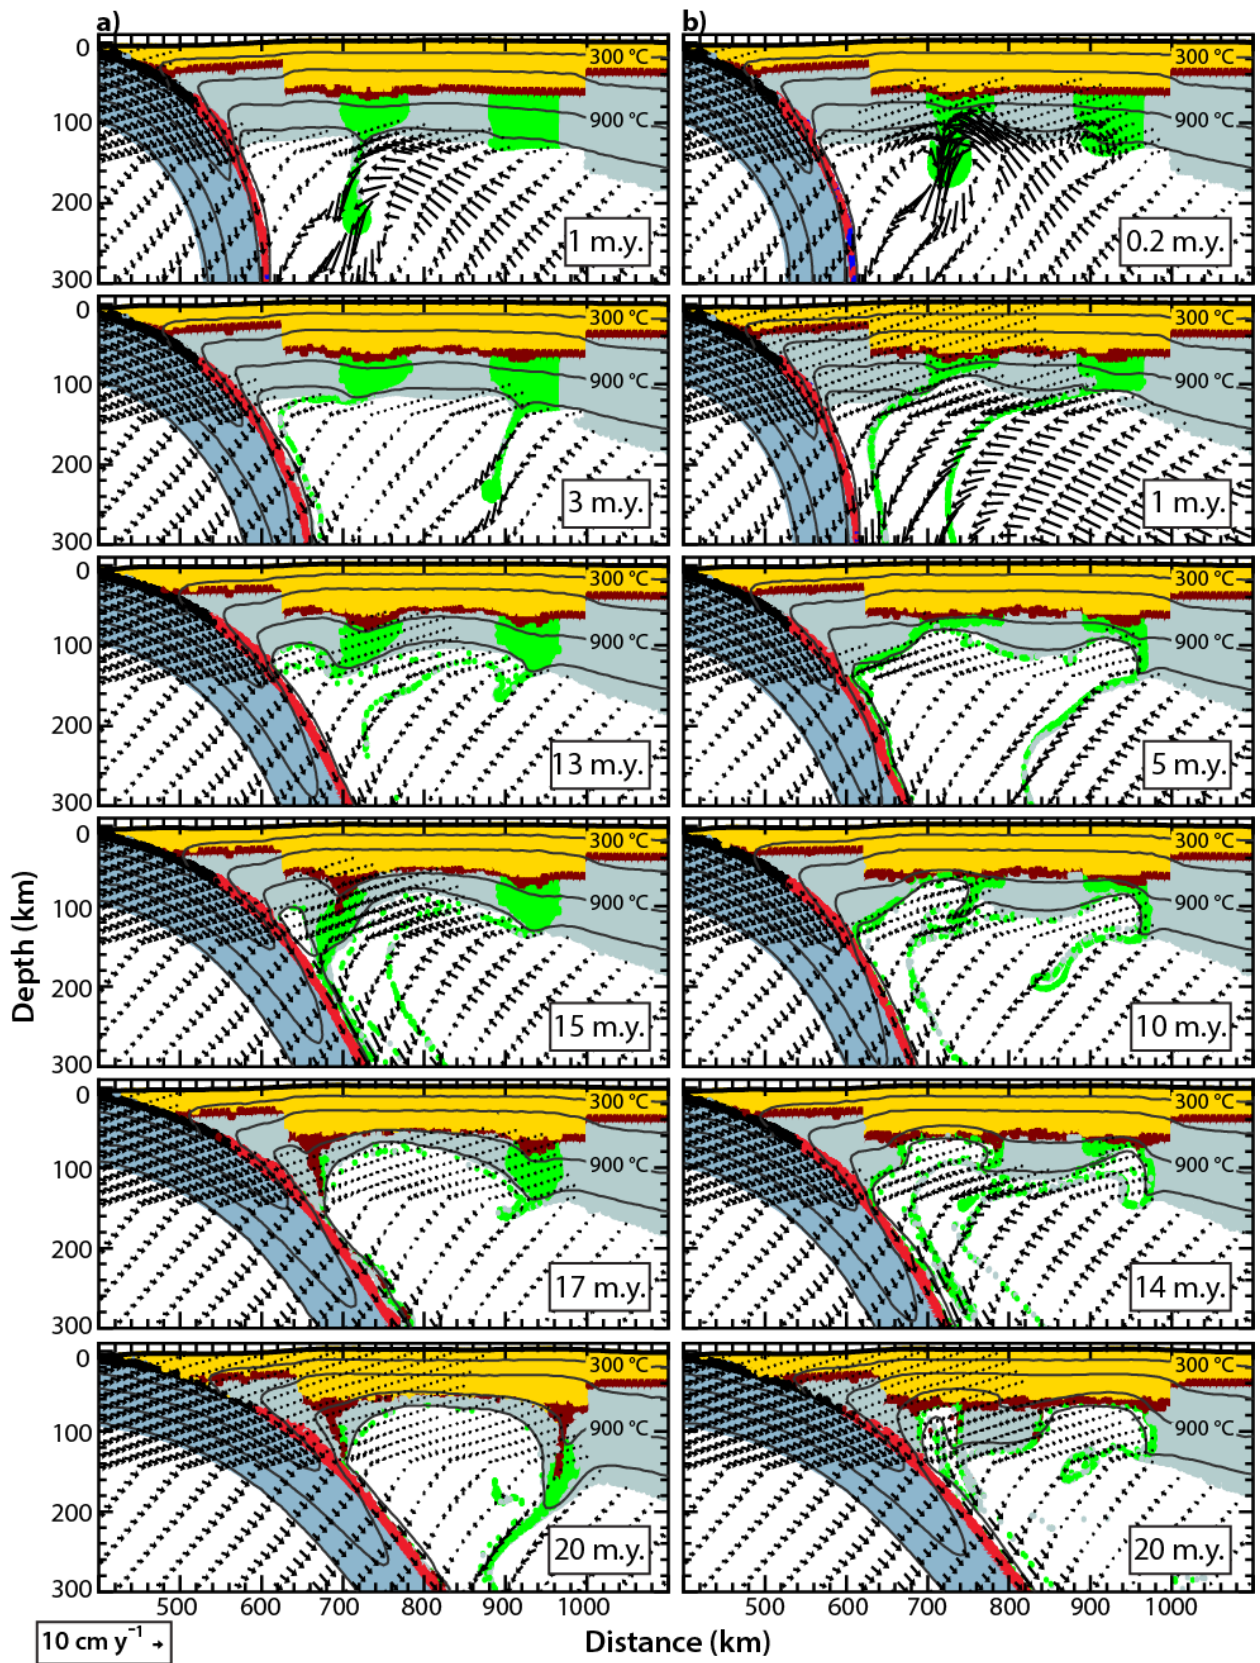 a) b)
0 300 °C 300 °C
100 900 °C 900 °C
200
300 1 m.y. 0.2 m.y.
0 300 °C 300 °C
100 900 °C 900 °C
200
300 3 m.y. 1 m.y.
0 300 °C 300 °C
100 900 °C 900 °C
200
300 13 m.y. 5 m.y.
0 300 °C 300 °C
100 900 °C 900 °C
200
300 15 m.y. 10 m.y.
0 300 °C 300 °C
100 900 °C 900 °C
200
300 17 m.y. 14 m.y.
0 300 °C 300 °C
100 900 °C 900 °C
200
300 20 m.y. 20 m.y.
Depth (km)
500 600 700 800 900 1000 400 500 600 700 800 900 1000
10 cm y⁻¹ Distance (km)